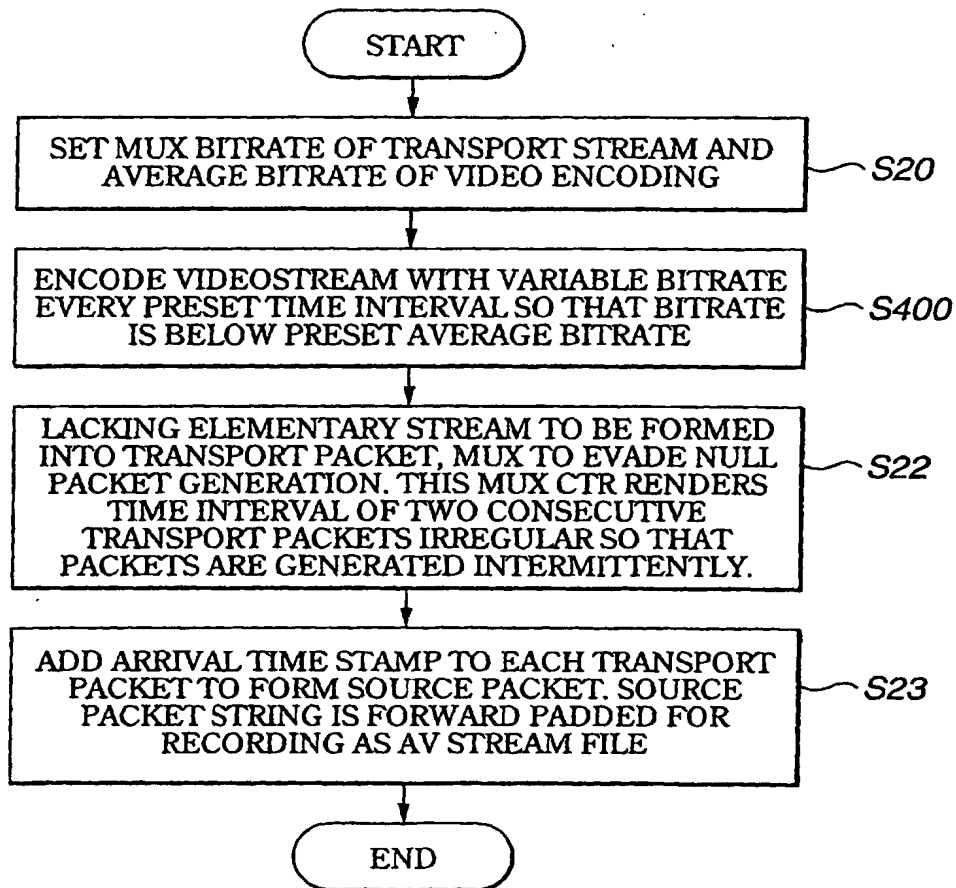 START
SET MUX BITRATE OF TRANSPORT STREAM AND
AVERAGE BITRATE OF VIDEO ENCODING
S20
ENCODE VIDEOSTREAM WITH VARIABLE BITRATE
EVERY PRESET TIME INTERVAL SO THAT BITRATE
IS BELOW PRESET AVERAGE BITRATE
S400
LACKING ELEMENTARY STREAM TO BE FORMED
INTO TRANSPORT PACKET, MUX TO EVADE NULL
PACKET GENERATION. THIS MUX CTR RENDERS
TIME INTERVAL OF TWO CONSECUTIVE
TRANSPORT PACKETS IRREGULAR SO THAT
PACKETS ARE GENERATED INTERMITTENTLY.
S22
ADD ARRIVAL TIME STAMP TO EACH TRANSPORT
PACKET TO FORM SOURCE PACKET. SOURCE
PACKET STRING IS FORWARD PADDED FOR
RECORDING AS AV STREAM FILE
S23
END